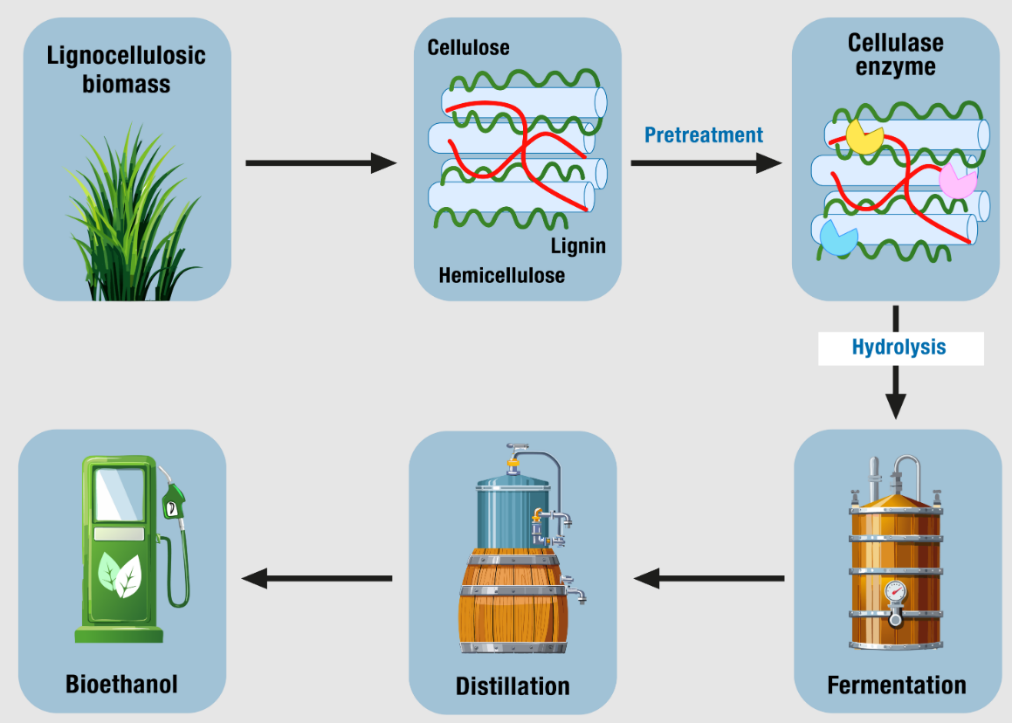 Lignocellulosic
biomass
Cellulose
Lignin
Hemicellulose
Pretreatment
Cellulase
enzyme
Hydrolysis
Fermentation
Distillation
Bioethanol